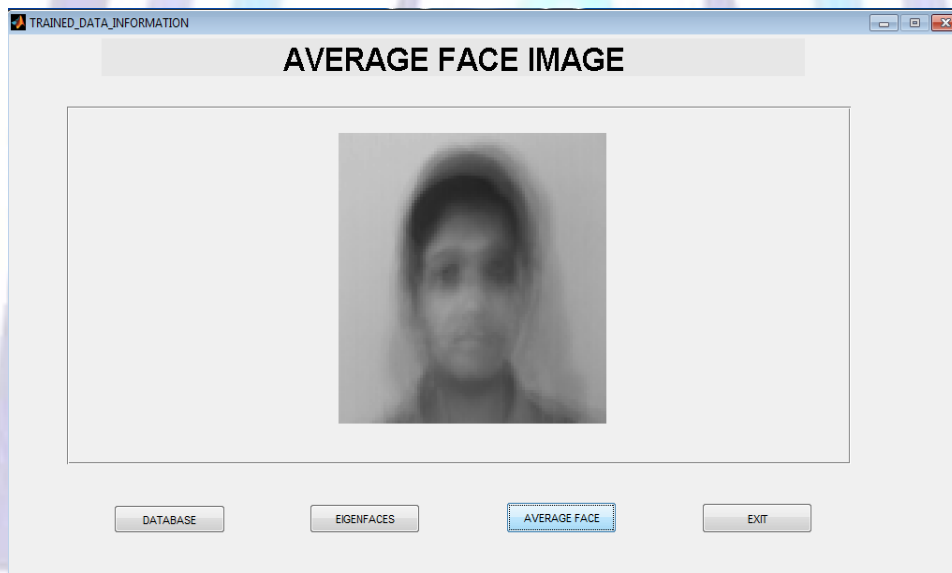 TRAINED_DATA_INFORMATION
AVERAGE FACE IMAGE
DATABASE
EIGENFACES
AVERAGE FACE
EXIT